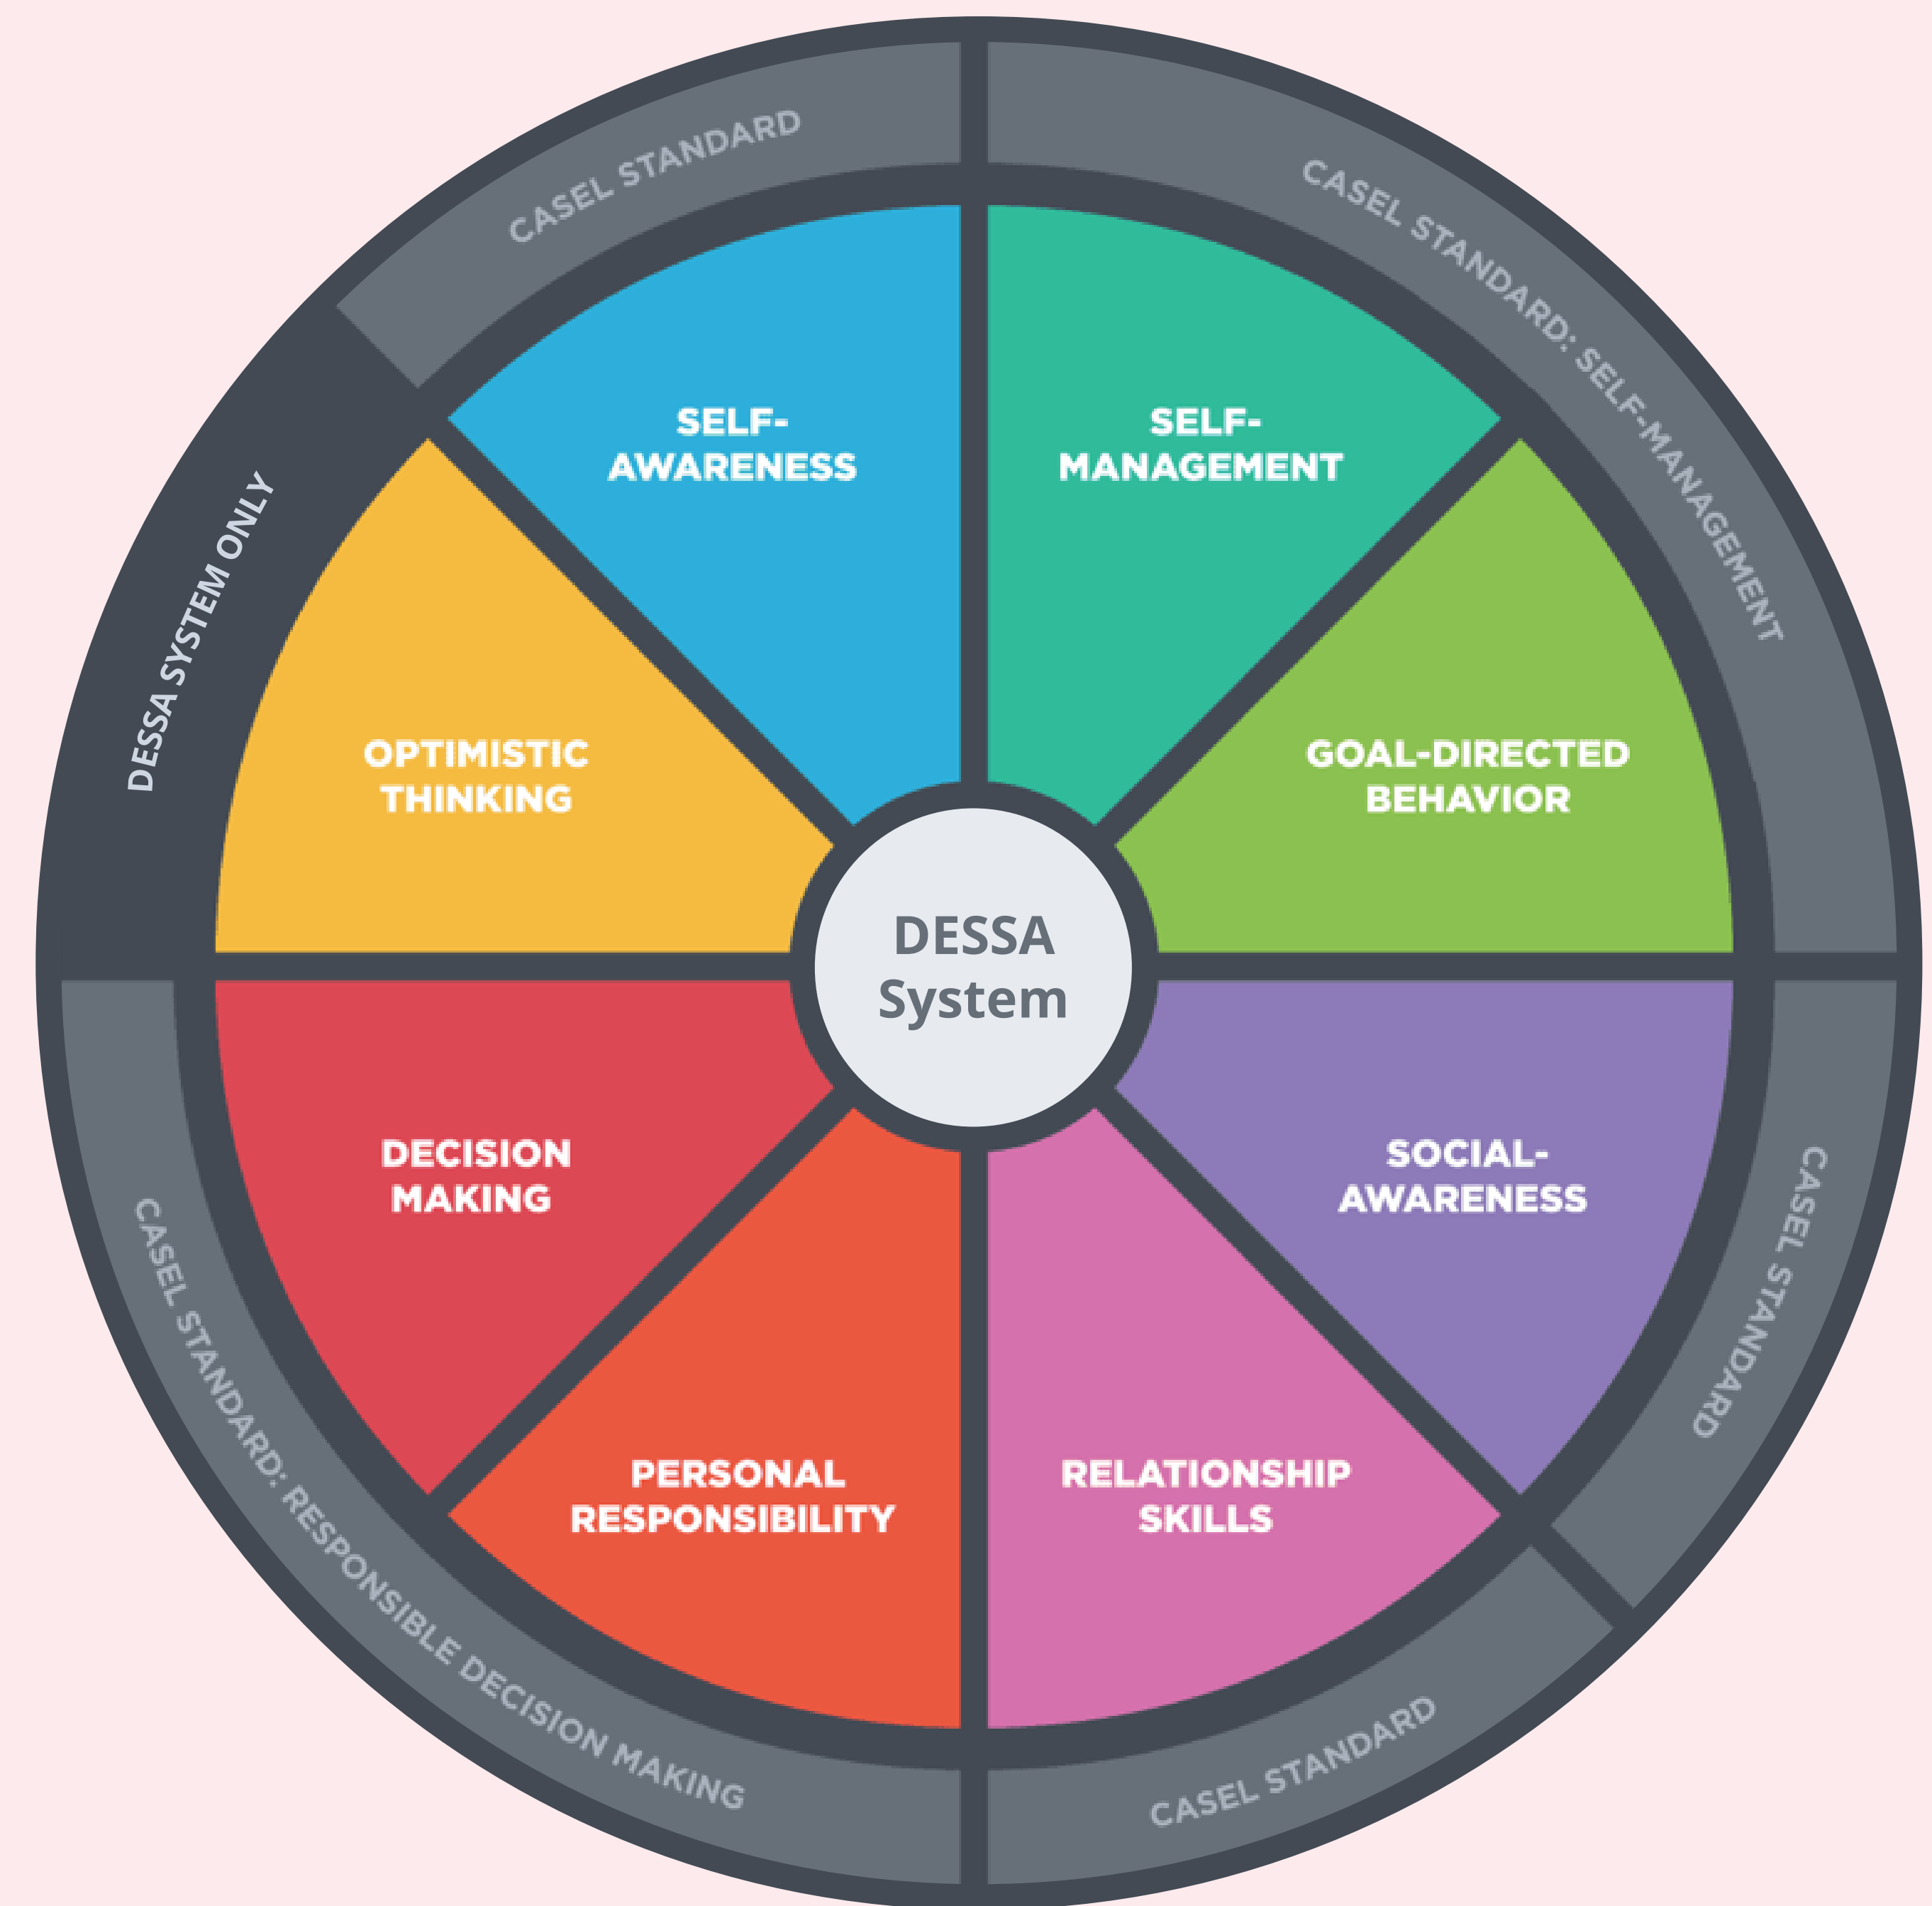 CASEL STANDARD
CASEL STANDARD: SELF-MANAGEMENT
DESSA SYSTEM ONLY
SELF-
AWARENESS
SELF-
MANAGEMENT
OPTIMISTIC
THINKING
GOAL-DIRECTED
BEHAVIOR
DESSA
System
DECISION
MAKING
SOCIAL-
AWARENESS
PERSONAL
RESPONSIBILITY
RELATIONSHIP
SKILLS
CASEL STANDARD
CASEL STANDARD: RESPONSIBLE DECISION MAKING
CASEL STANDARD